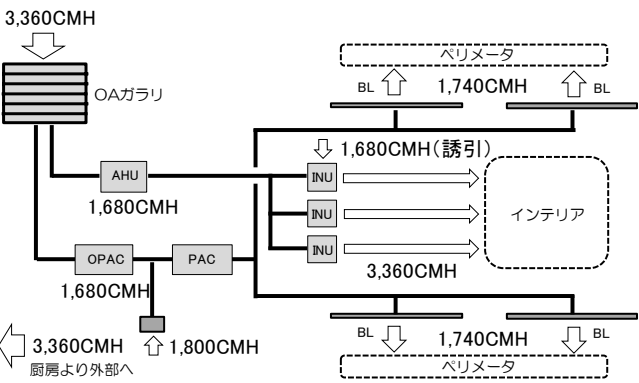 3,360CMH
OAガラリ
ペリメータ
BL
1,740CMH
BL
1,680CMH(誘引)
AHU
1,680CMH
INU
INU
INU
インテリア
3,360CMH
OPAC
PAC
1,680CMH
1,800CMH
3,360CMH
厨房より外部へ
BL
1,740CMH
BL
ペリメータ